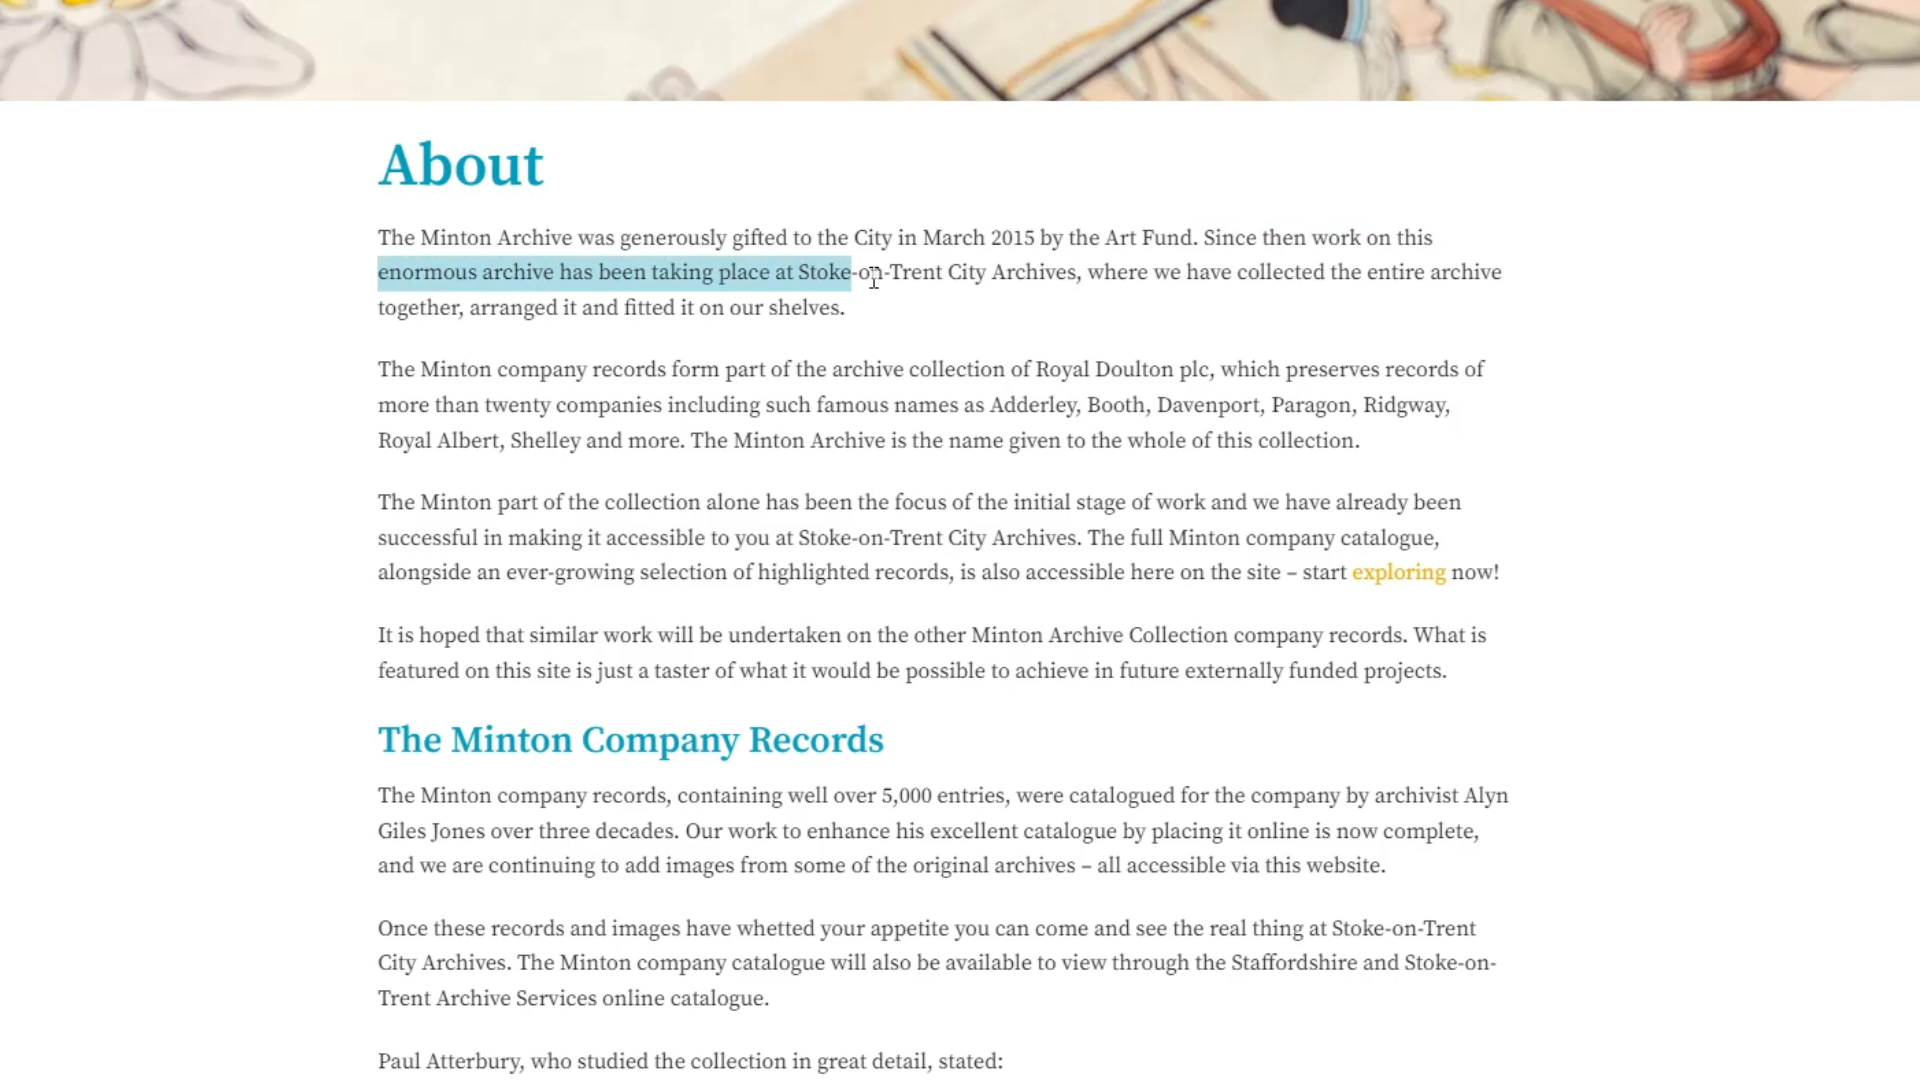 About
The Minton Archive was generously gifted to the City in March 2015 by the Art Fund. Since then work on this
enormous archive has been taking place at Stoke-on-Trent City Archives, where we have collected the entire archive
together, arranged it and fitted it on our shelves.
The Minton company records form part of the archive collection of Royal Doulton plc, which preserves records of
more than twenty companies including such famous names as Adderley, Booth, Davenport, Paragon, Ridgway,
Royal Albert, Shelley and more. The Minton Archive is the name given to the whole of this collection.
The Minton part of the collection alone has been the focus of the initial stage of work and we have already been
successful in making it accessible to you at Stoke-on-Trent City Archives. The full Minton company catalogue,
alongside an ever-growing selection of highlighted records, is also accessible here on the site – start exploring now!
It is hoped that similar work will be undertaken on the other Minton Archive Collection company records. What is
featured on this site is just a taster of what it would be possible to achieve in future externally funded projects.
The Minton Company Records
The Minton company records, containing well over 5,000 entries, were catalogued for the company by archivist Alyn
Giles Jones over three decades. Our work to enhance his excellent catalogue by placing it online is now complete,
and we are continuing to add images from some of the original archives – all accessible via this website.
Once these records and images have whetted your appetite you can come and see the real thing at Stoke-on-Trent
City Archives. The Minton company catalogue will also be available to view through the Staffordshire and Stoke-on-
Trent Archive Services online catalogue.
Paul Atterbury, who studied the collection in great detail, stated: